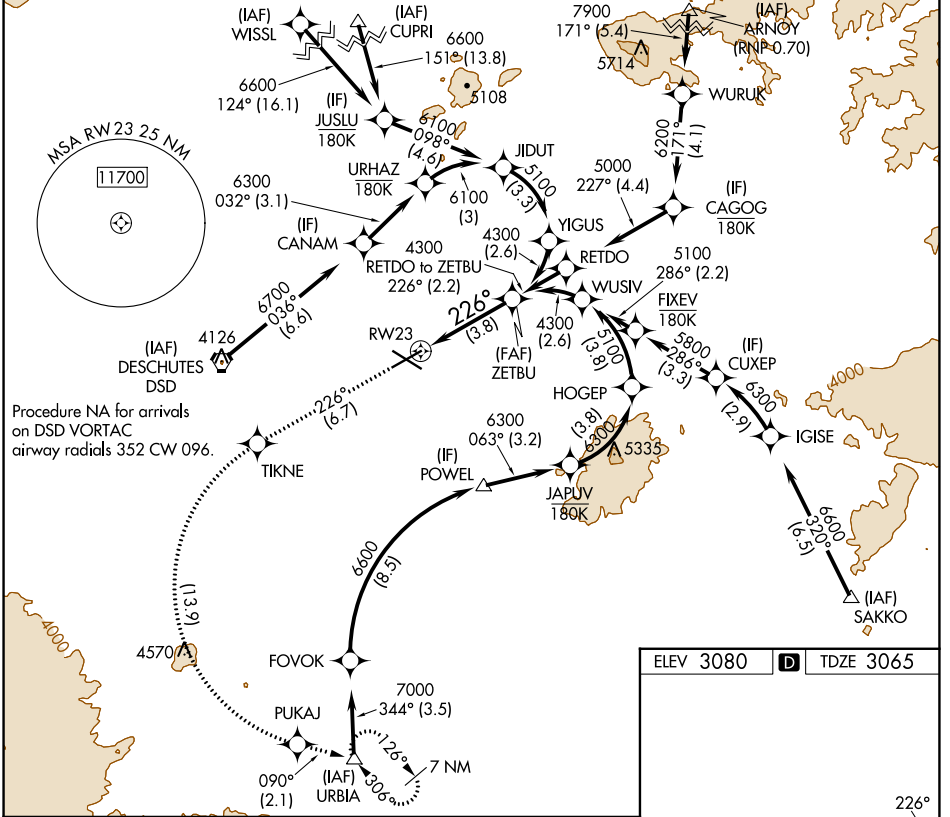 (IAF)
WISSL
(IAF)
CUPRI
6600
151° (13.8)
6600
124° (16.1)
5108
(IF)
JUSLU
180K
6100
098°
(4.6)
7900
171° (5.4)
(IAF)
ARNOY
(RNP 0.70)
5714
WURUK
6200
171°
(4.1)
MSA RW23 25 NM
11700
URHAZ
180K
JIDUT
6100
(3)
5100
(3.3)
5000
227° (4.4)
(IF)
CAGOG
180K
6300
032° (3.1)
(IF)
CANAM
YIGUS
4300
(2.6)
RETDO
4300
RETDO to ZETBU
226° (2.2)
5100
286° (2.2)
WUSIV
FIXEV
180K
6700
036°
(6.6)
226°
(3.8)
4300
(2.6)
5100
(3.8)
5800
286°
(3.3)
(IF)
CUXEP
RW23
(FAF)
ZETBU
4126
(IAF)
DESCHUTES
DSD
HOGEP
6300
(2.9)
4000
Procedure NA for arrivals
on DSD VORTAC
airway radials 352 CW 096.
226°
(6.7)
6300
063° (3.2)
6300
(3.8)
5335
IGISE
TIKNE
(IF)
POWEL
JAPUV
180K
6600
(8.5)
6600
320°
(6.5)
(13.9)
(IAF)
SAKKO
4000
4570
FOVOK
7000
344° (3.5)
PUKAJ
090°
(2.1)
(IAF)
URBIA
126°
306°
7 NM
ELEV 3080 D TDZE 3065
226°